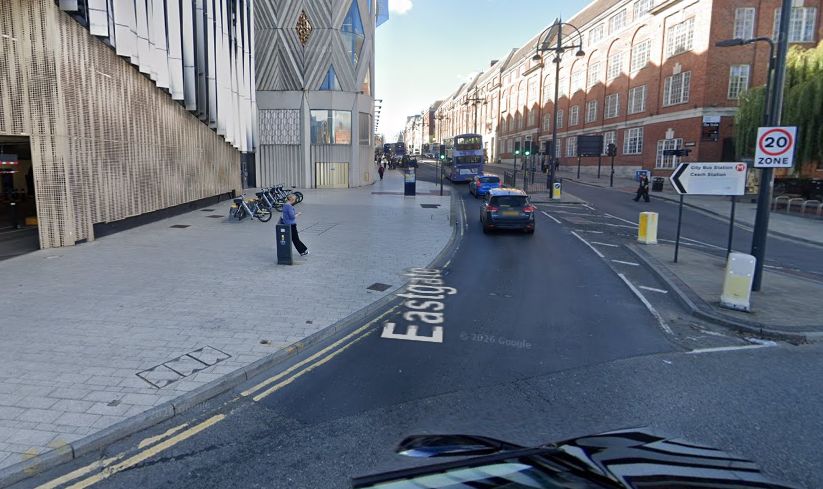 20
ZONE
City Bus Station
Coach Station
Eastgate
© 2026 Google